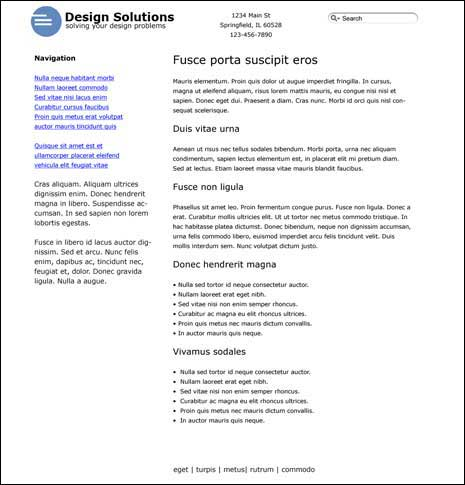 Design Solutions
solving your design problems
1234 Main St
Springfield, IL 60528
123-456-7890
Search
Navigation
Nulla neque habitant morbi
Nullam laoreet commodo
Sed vitae nisi lacus enim
Curabitur cursus faucibus
Proin quis metus erat volutpat
auctor mauris tincidunt quis
Quisque sit amet est et
ullamcorper placerat eleifend
vehicula elit feugiat vitae
Cras aliquam. Aliquam ultrices
dignissim enim. Donec hendrerit
magna in libero. Suspendisse ac-
cumsan. In sed sapien non lorem
lobortis egestas.
Fusce in libero id lacus auctor dig-
nissim. Sed et arcu. Nunc felis
enim, dapibus ac, tincidunt nec,
feugiat et, dolor. Donec gravida
ligula. Nulla a augue.
Fusce porta suscipit eros
Mauris elementum. Proin quis dolor ut augue imperdiet fringilla. In cursus,
magna ut eleifend aliquam, risus lorem mattis mauris, eu congue nisi nisl et
sapien. Donec eget dui. Praesent a diam. Cras nunc. Morbi id orci quis nisl con-
sequat scelerisque.
Duis vitae urna
Aenean ut risus nec tellus sodales bibendum. Morbi porta, urna nec aliquam
condimentum, sapien lectus elementum est, in placerat elit mi pretium diam.
Sed at lectus. Etiam laoreet massa vitae mauris blandit faucibus.
Fusce non ligula
Phasellus sit amet leo. Proin fermentum congue purus. Fusce non ligula. Donec a
erat. Curabitur mollis ultricies elit. Ut ut tortor nec metus commodo tristique. In
hac habitasse platea dictumst. Donec bibendum, neque non dignissim accumsan,
urna felis commodo libero, euismod imperdiet arcu felis tincidunt velit. Duis
mollis interdum sem. Nunc volutpat dictum justo.
Donec hendrerit magna
• Nulla sed tortor id neque consectetur auctor.
• Nullam laoreet erat eget nibh.
• Sed vitae nisi non enim semper rhoncus.
• Curabitur ac magna eu elit rhoncus ultrices.
• Proin quis metus nec mauris dictum convallis.
• In auctor mauris quis neque.
Vivamus sodales
• Nulla sed tortor id neque consectetur auctor.
• Nullam laoreet erat eget nibh.
• Sed vitae nisi non enim semper rhoncus.
• Curabitur ac magna eu elit rhoncus ultrices.
• Proin quis metus nec mauris dictum convallis.
• In auctor mauris quis neque.
eget | turpis | metus| rutrum | commodo